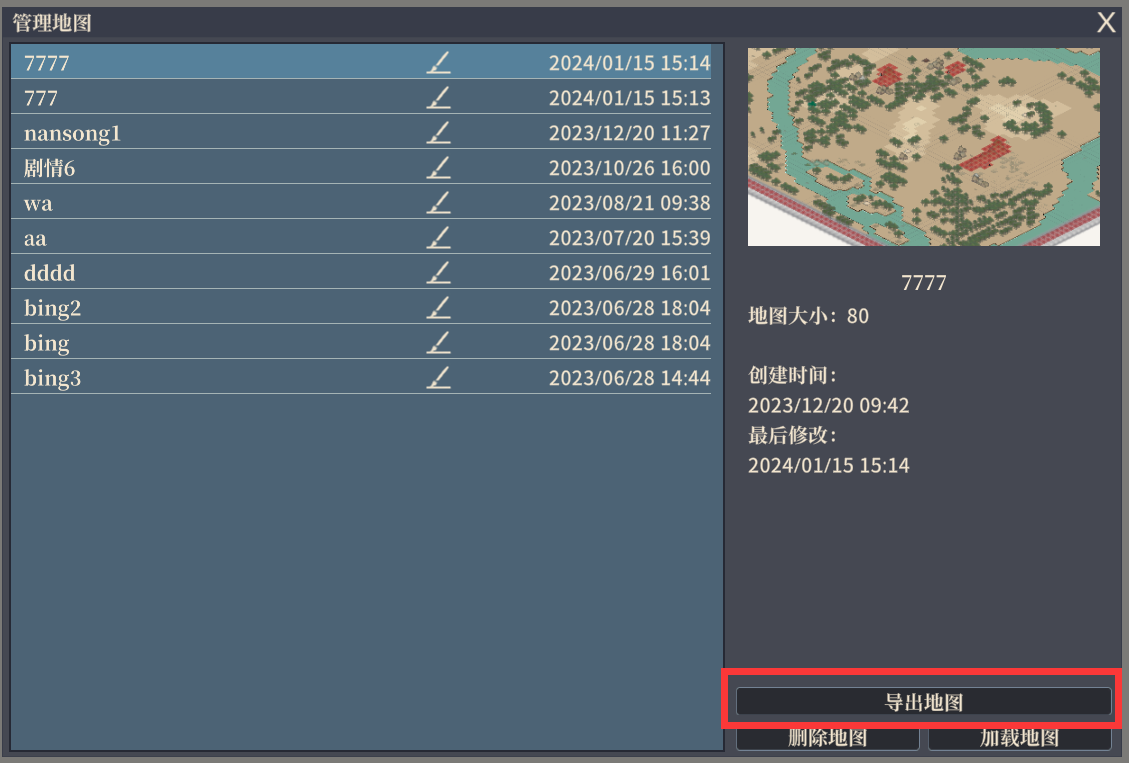 管理地图 X
7777 2024/01/15 15:14
777 2024/01/15 15:13
nansong1 2023/12/20 11:27
剧情6 2023/10/26 16:00
wa 2023/08/21 09:38
aa 2023/07/20 15:39
dddd 2023/06/29 16:01
bing2 2023/06/28 18:04
bing 2023/06/28 18:04
bing3 2023/06/28 14:44
7777
地图大小：80
创建时间：
2023/12/20 09:42
最后修改：
2024/01/15 15:14
导出地图
删除地图 加载地图